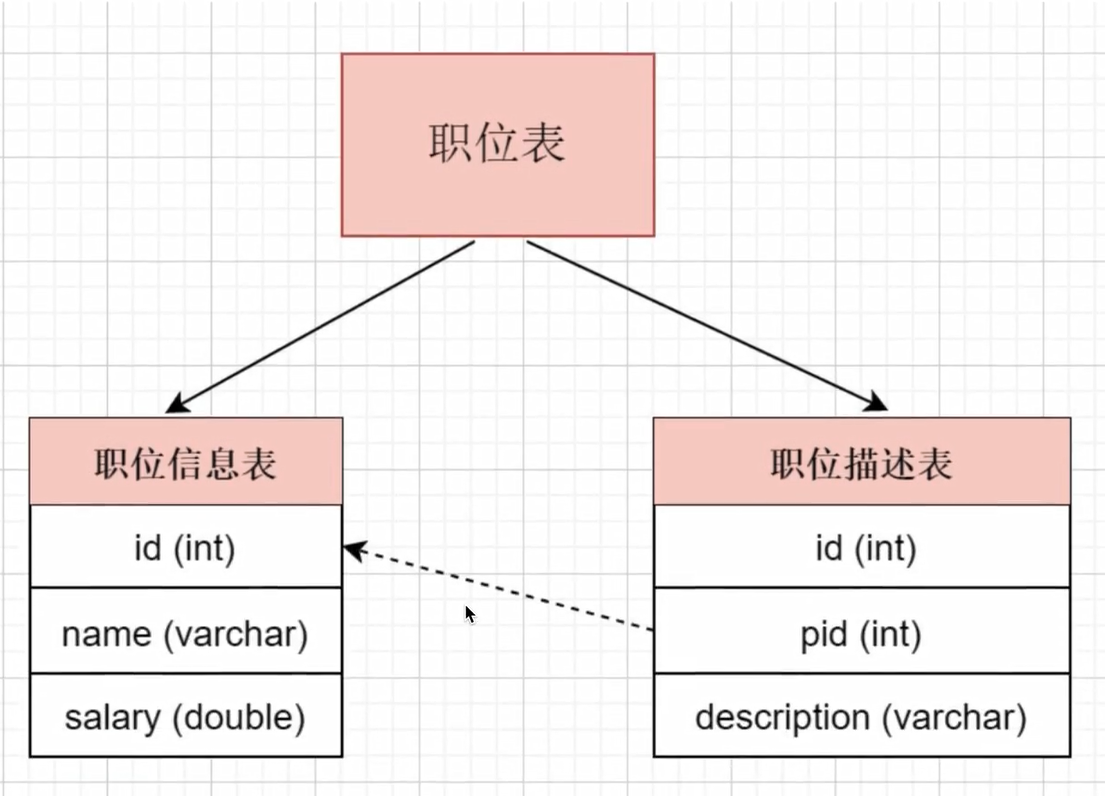 职位表
职位信息表
id (int)
name (varchar)
salary (double)
职位描述表
id (int)
pid (int)
description (varchar)